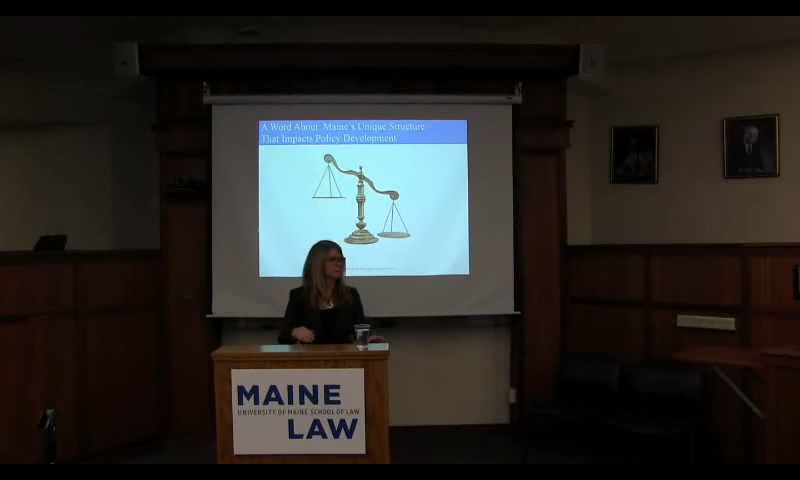 A Word About: Maine's Unique Structure
That Impacts Policy Development
MAINE
UNIVERSITY OF MAINE SCHOOL OF LAW
LAW